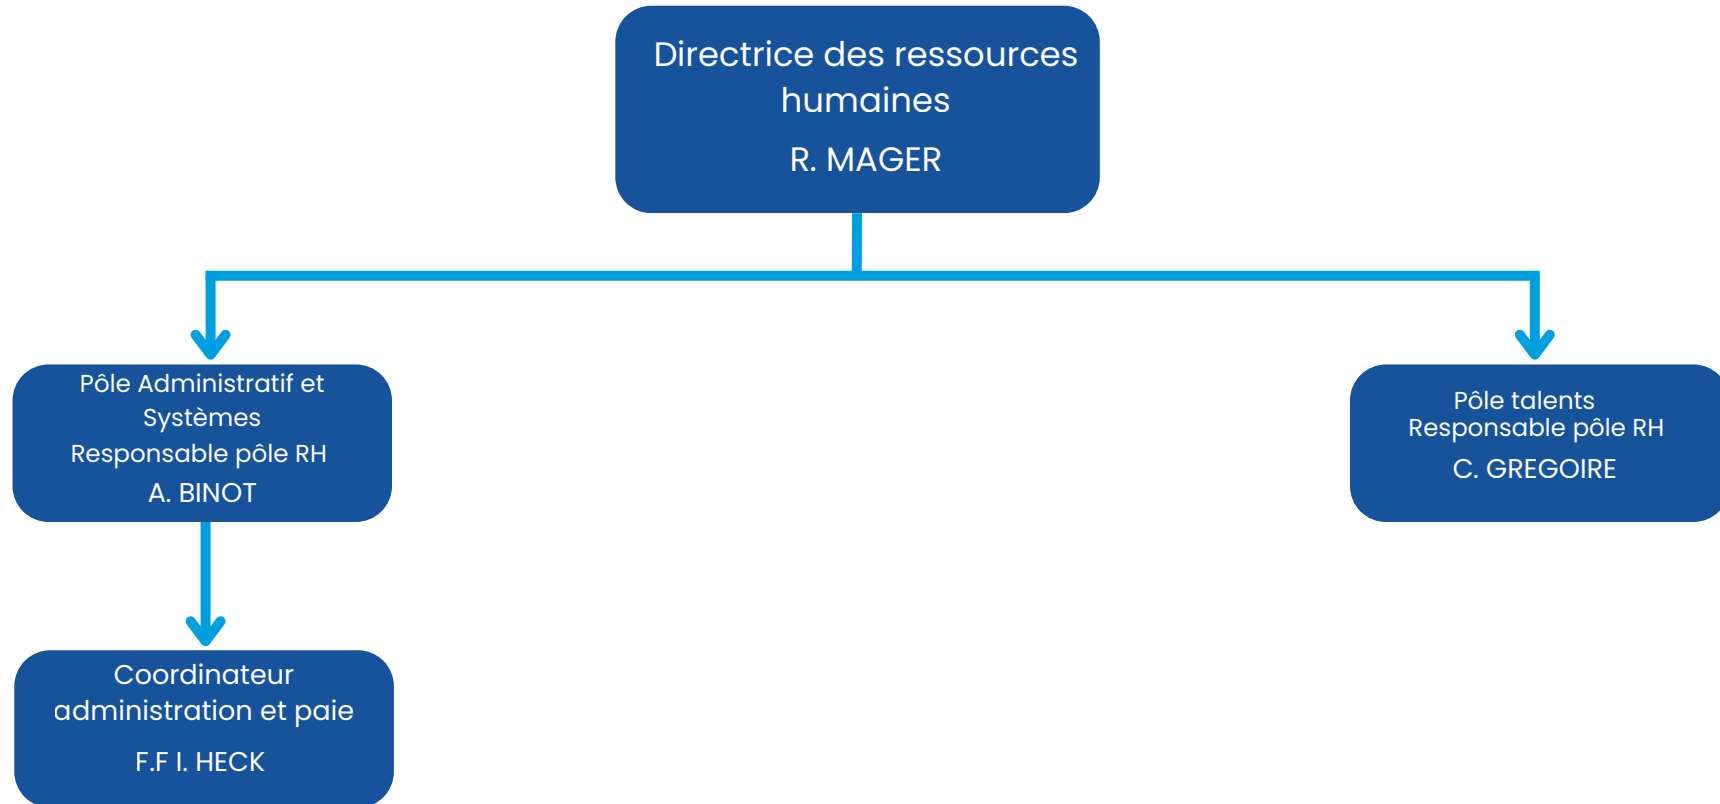 Directrice des ressources
humaines
R. MAGER
Pôle Administratif et
Systèmes
Responsable pôle RH
A. BINOT
Pôle talents
Responsable pôle RH
C. GREGOIRE
Coordinateur
administration et paie
F.F I. HECK